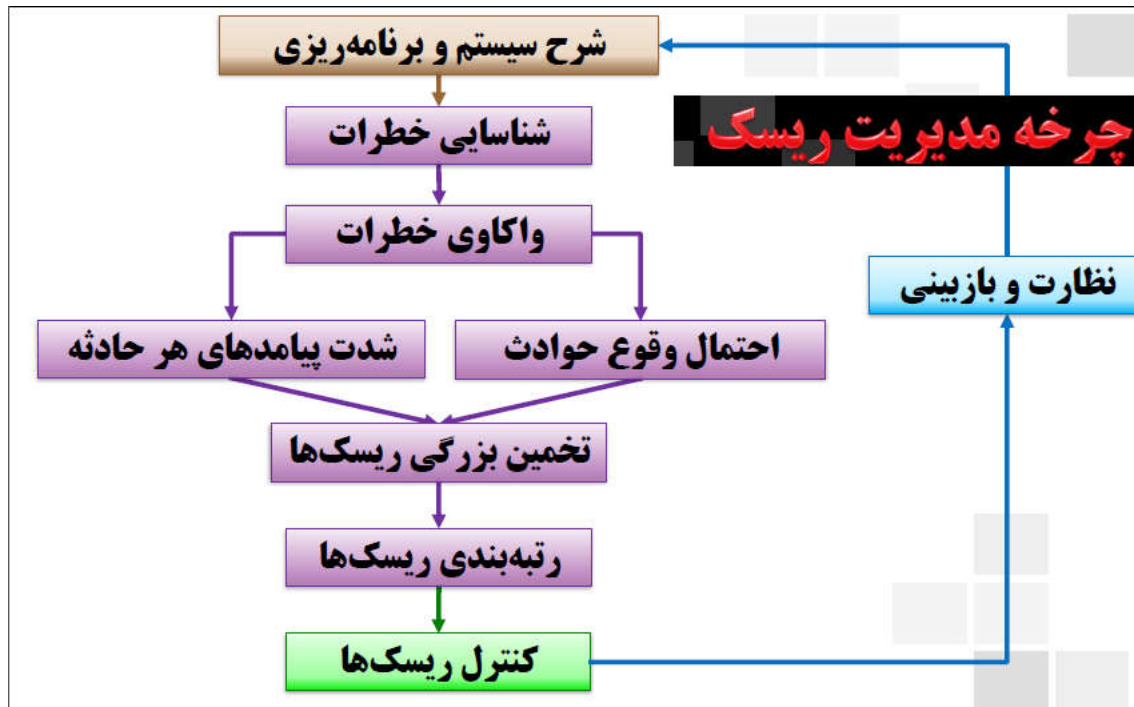 شرح سیستم و برنامه‌ریزی
چرخه مدیریت ریسک
شناسایی خطرات
واکاوی خطرات
نظارت و بازبینی
احتمال وقوع حوادث
شدت پیامدهای هر حادثه
تخمین بزرگی ریسک‌ها
رتبه‌بندی ریسک‌ها
کنترل ریسک‌ها